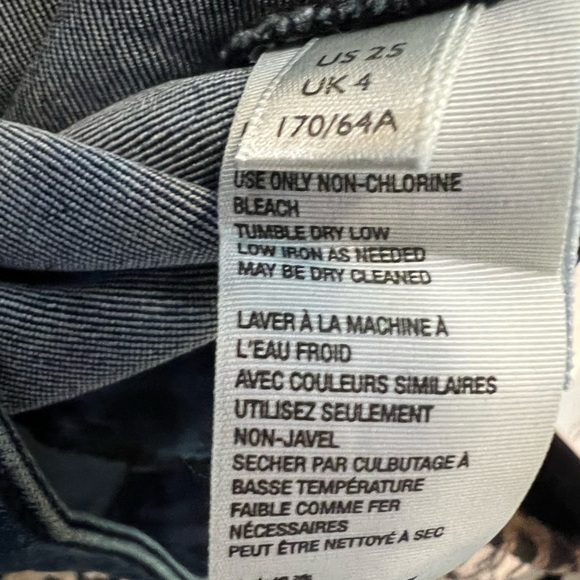 US 25
UK 4
170/64A
USE ONLY NON-CHLORINE
BLEACH
TUMBLE DRY LOW
LOW IRON AS NEEDED
MAY BE DRY CLEANED
LAVER À LA MACHINE À
L'EAU FROID
AVEC COULEURS SIMILAIRES
UTILISEZ SEULEMENT
NON-JAVEL
SECHER PAR CULBUTAGE À
BASSE TEMPÉRATURE
FAIBLE COMME FER
NÉCESSAIRES
PEUT ÊTRE NETTOYÉ À SEC